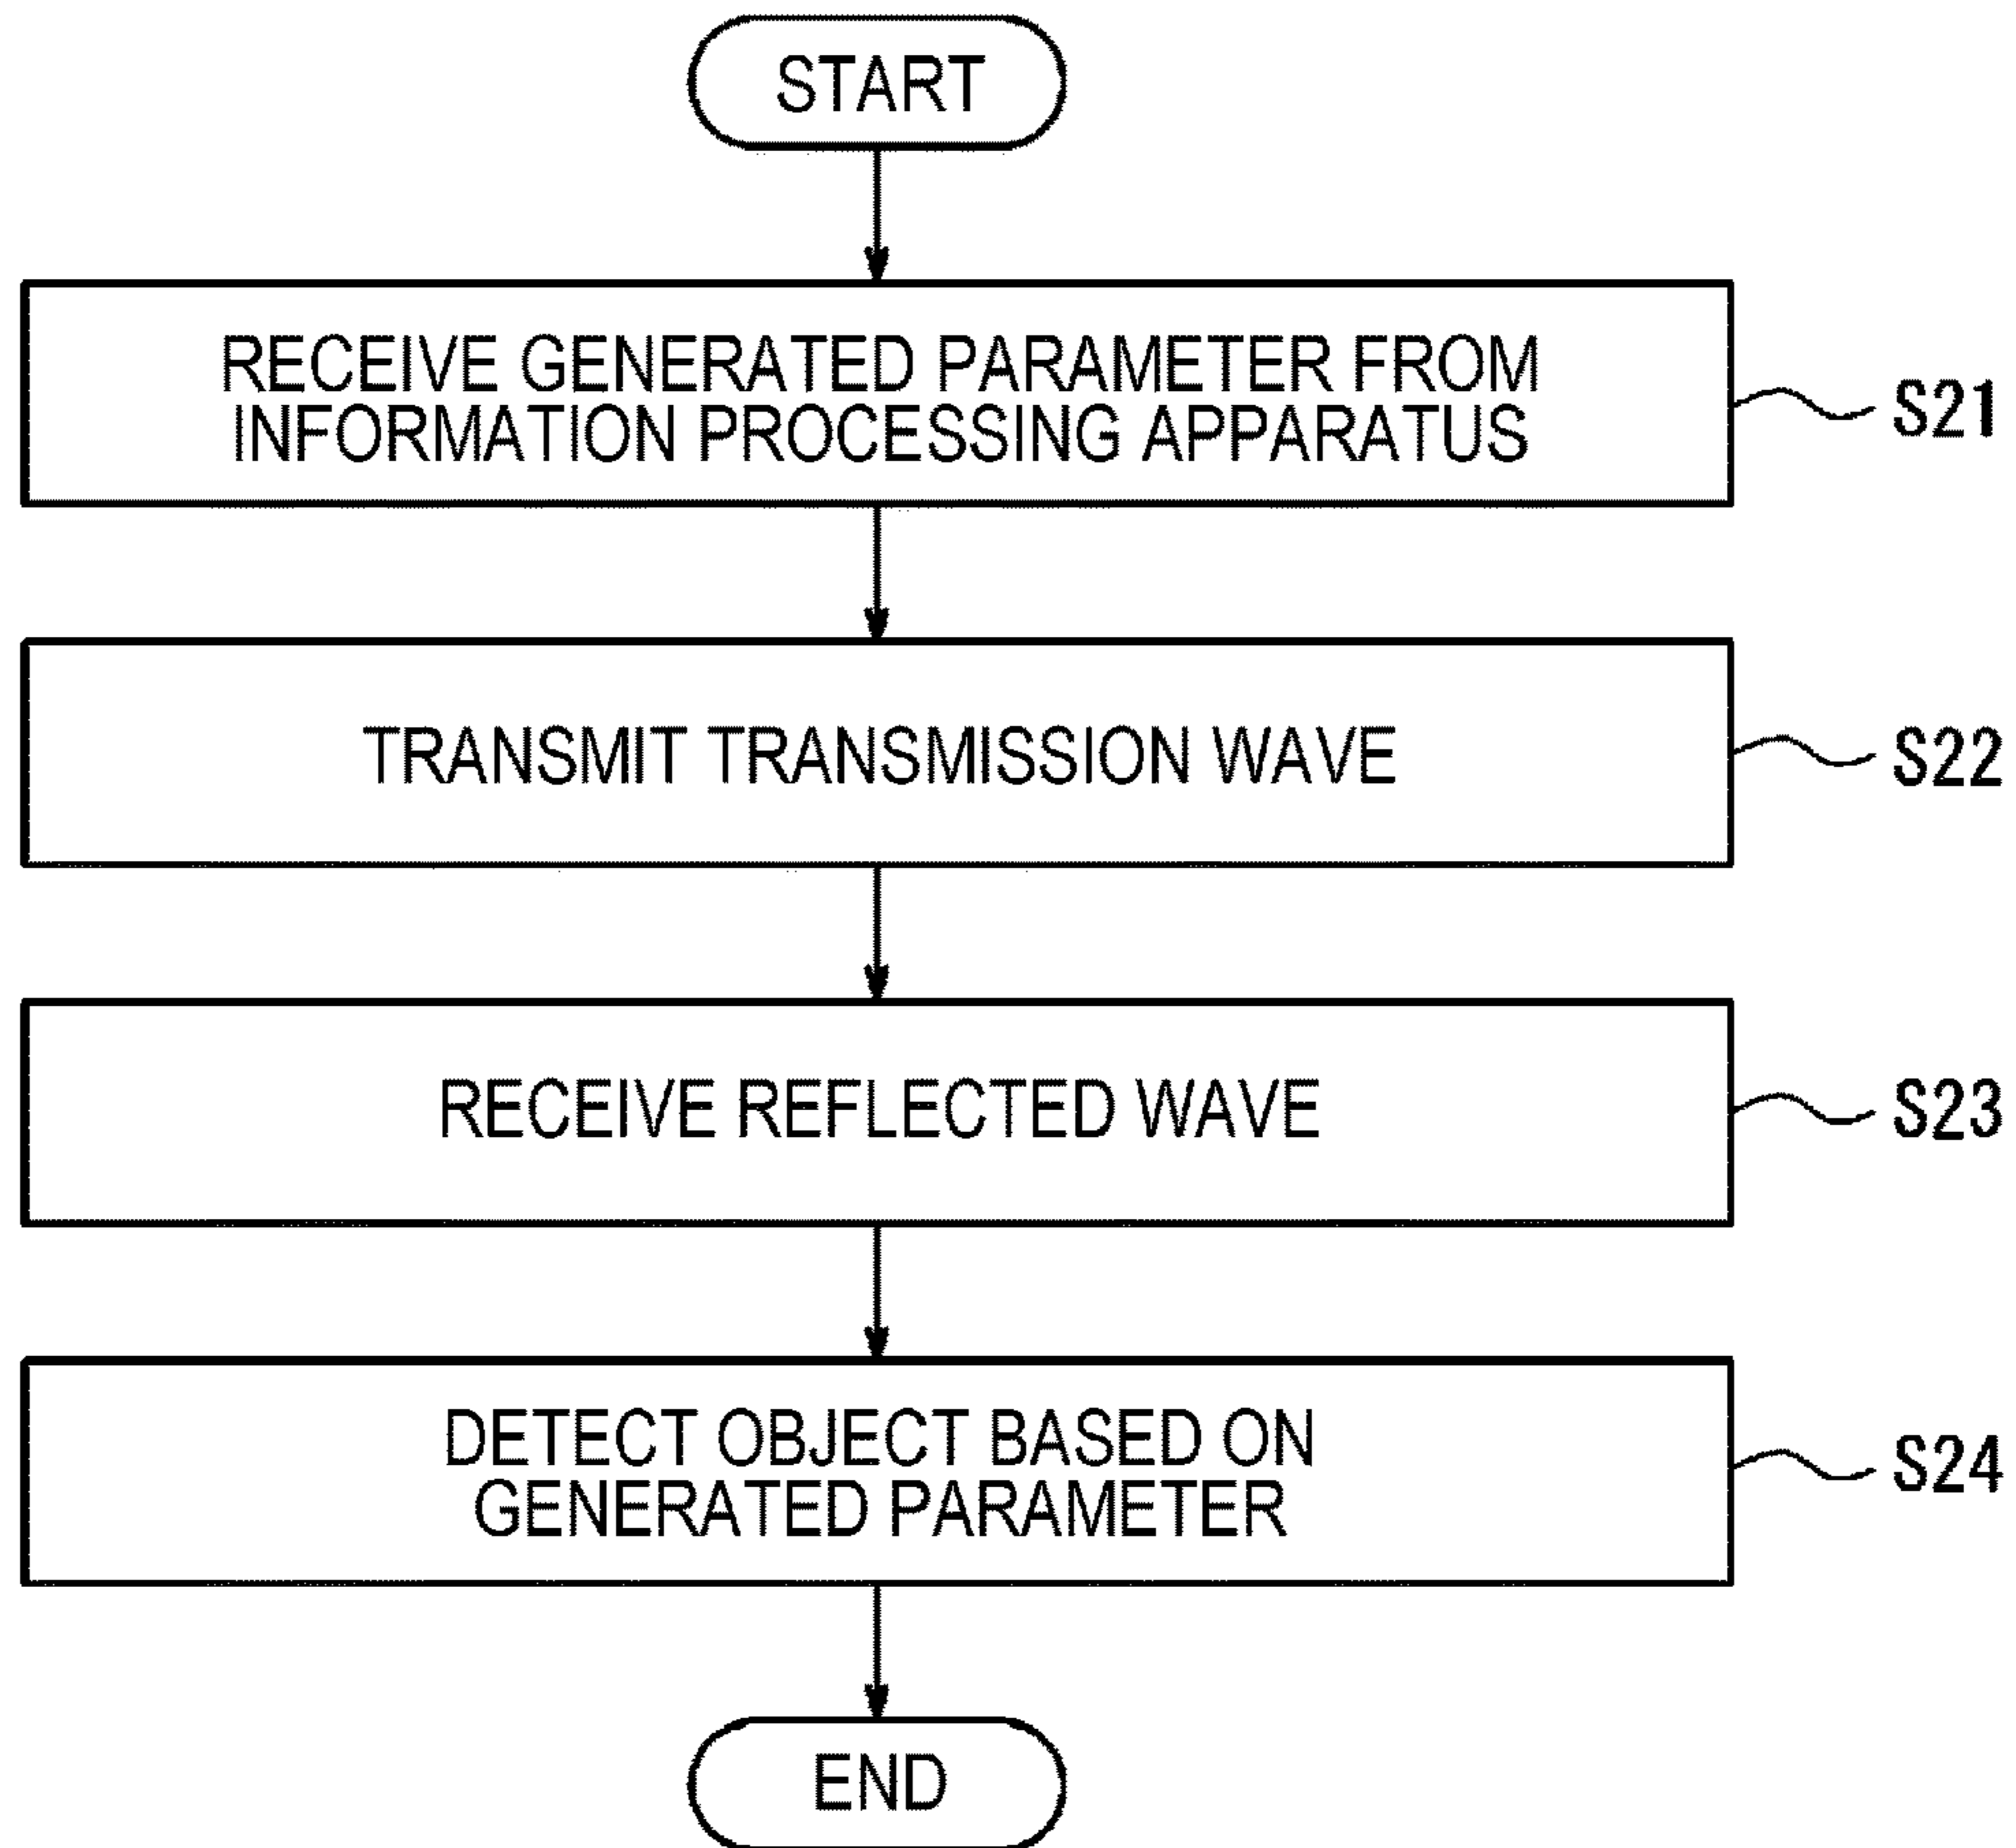 START
RECEIVE GENERATED PARAMETER FROM
INFORMATION PROCESSING APPARATUS
S21
TRANSMIT TRANSMISSION WAVE
S22
RECEIVE REFLECTED WAVE
S23
DETECT OBJECT BASED ON
GENERATED PARAMETER
S24
END